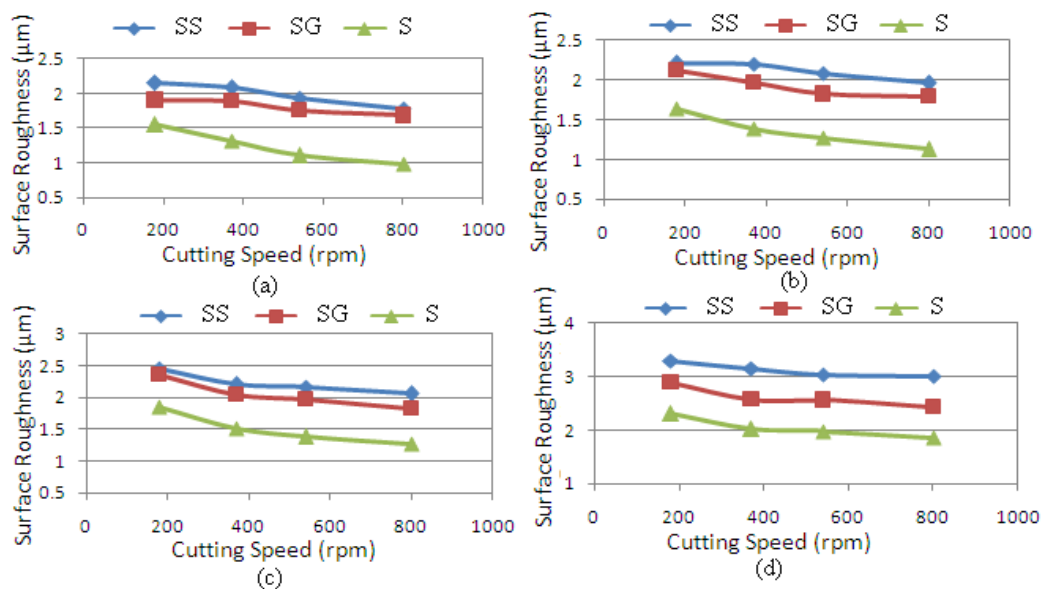 SS SG S
Surface Roughness (µm)
2.5
2
1.5
1
0.5
0 200 400 600 800 1000
Cutting Speed (rpm)
(a)
SS SG S
Surface Roughness (µm)
2.5
2
1.5
1
0.5
0 200 400 600 800 1000
Cutting Speed (rpm)
(b)
SS SG S
Surface Roughness (µm)
3
2.5
2
1.5
1
0.5
0 200 400 600 800 1000
Cutting Speed (rpm)
(c)
SS SG S
Surface Roughness (µm)
4
3
2
1
0 200 400 600 800 1000
Cutting Speed (rpm)
(d)